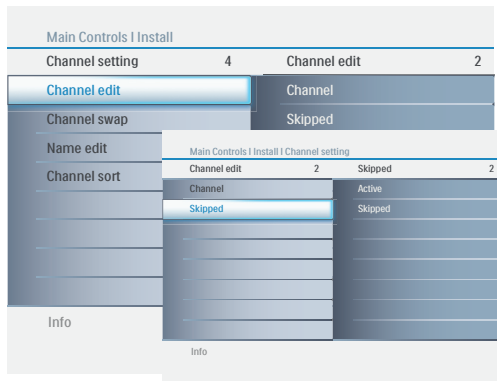 Main Controls I Install
Channel setting 4 Channel edit 2
Channel edit Channel
Channel swap Skipped
Name edit
Channel sort
Info
Main Controls I Install I Channel setting
Channel edit 2 Skipped 2
Channel Active
Skipped Skipped
Info